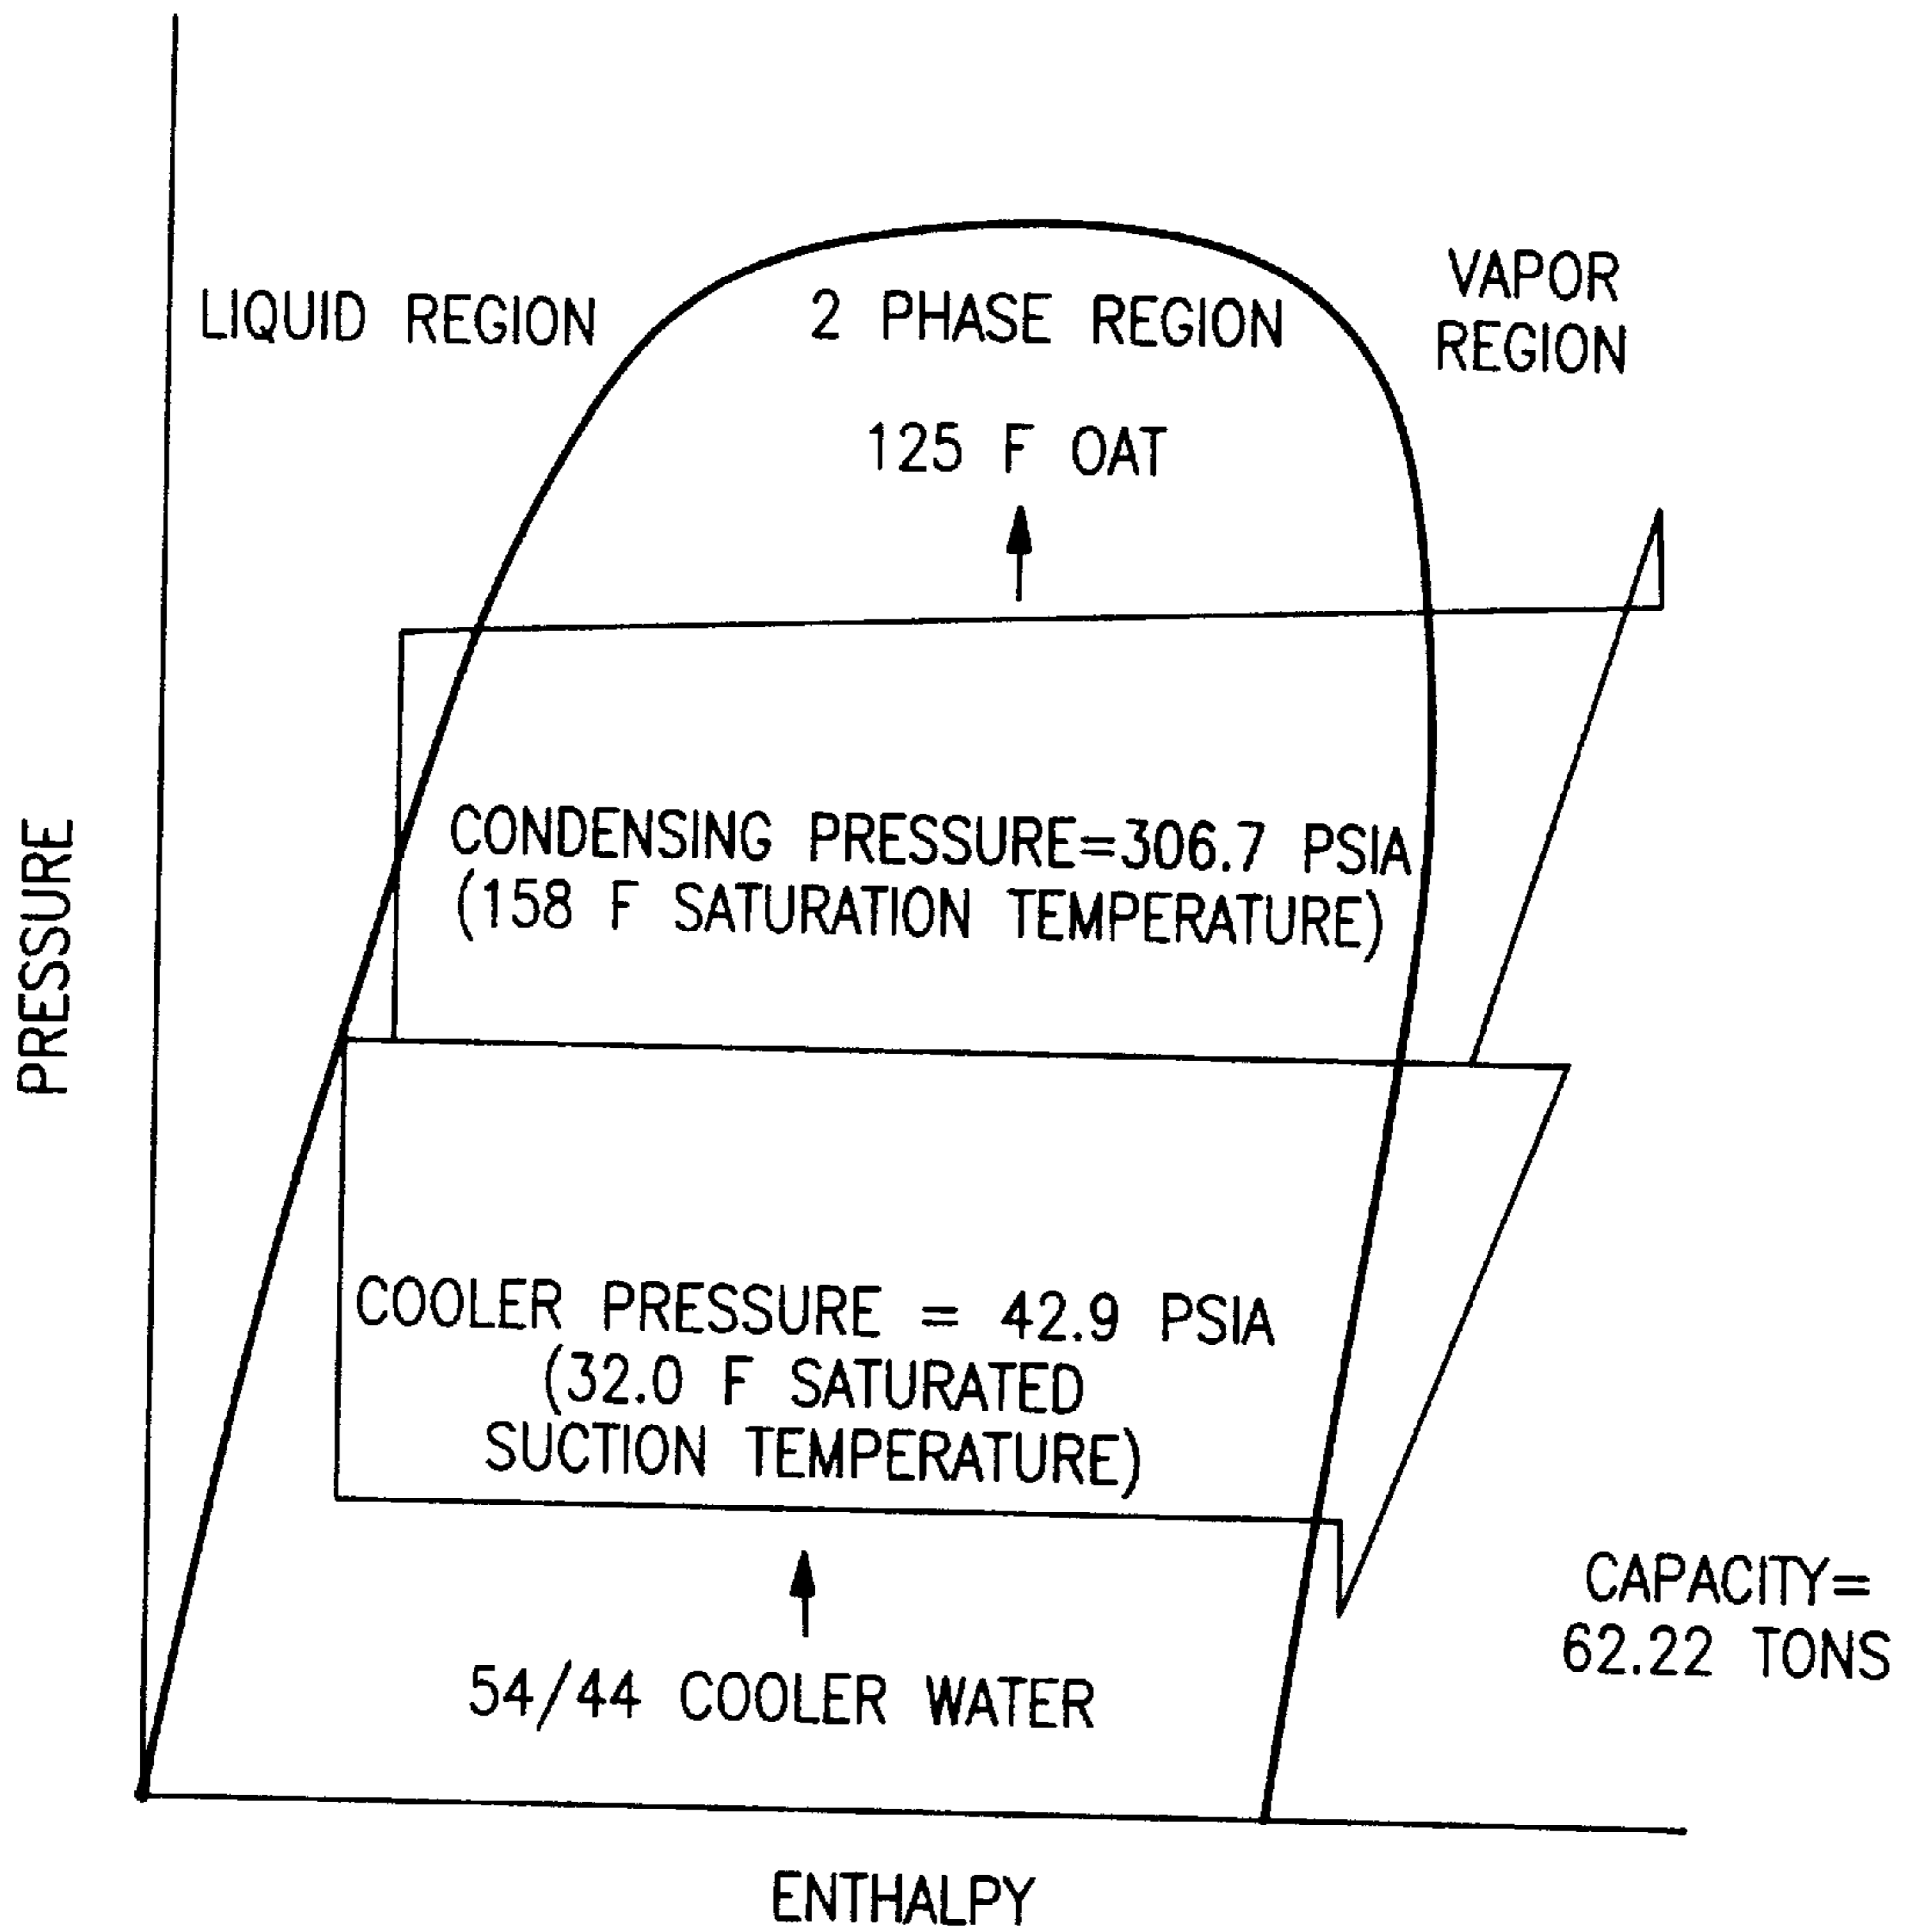 LIQUID REGION
2 PHASE REGION
VAPOR
REGION
125 F OAT
CONDENSING PRESSURE=306.7 PSIA
(158 F SATURATION TEMPERATURE)
PRESSURE
COOLER PRESSURE = 42.9 PSIA
(32.0 F SATURATED
SUCTION TEMPERATURE)
54/44 COOLER WATER
CAPACITY=
62.22 TONS
ENTHALPY